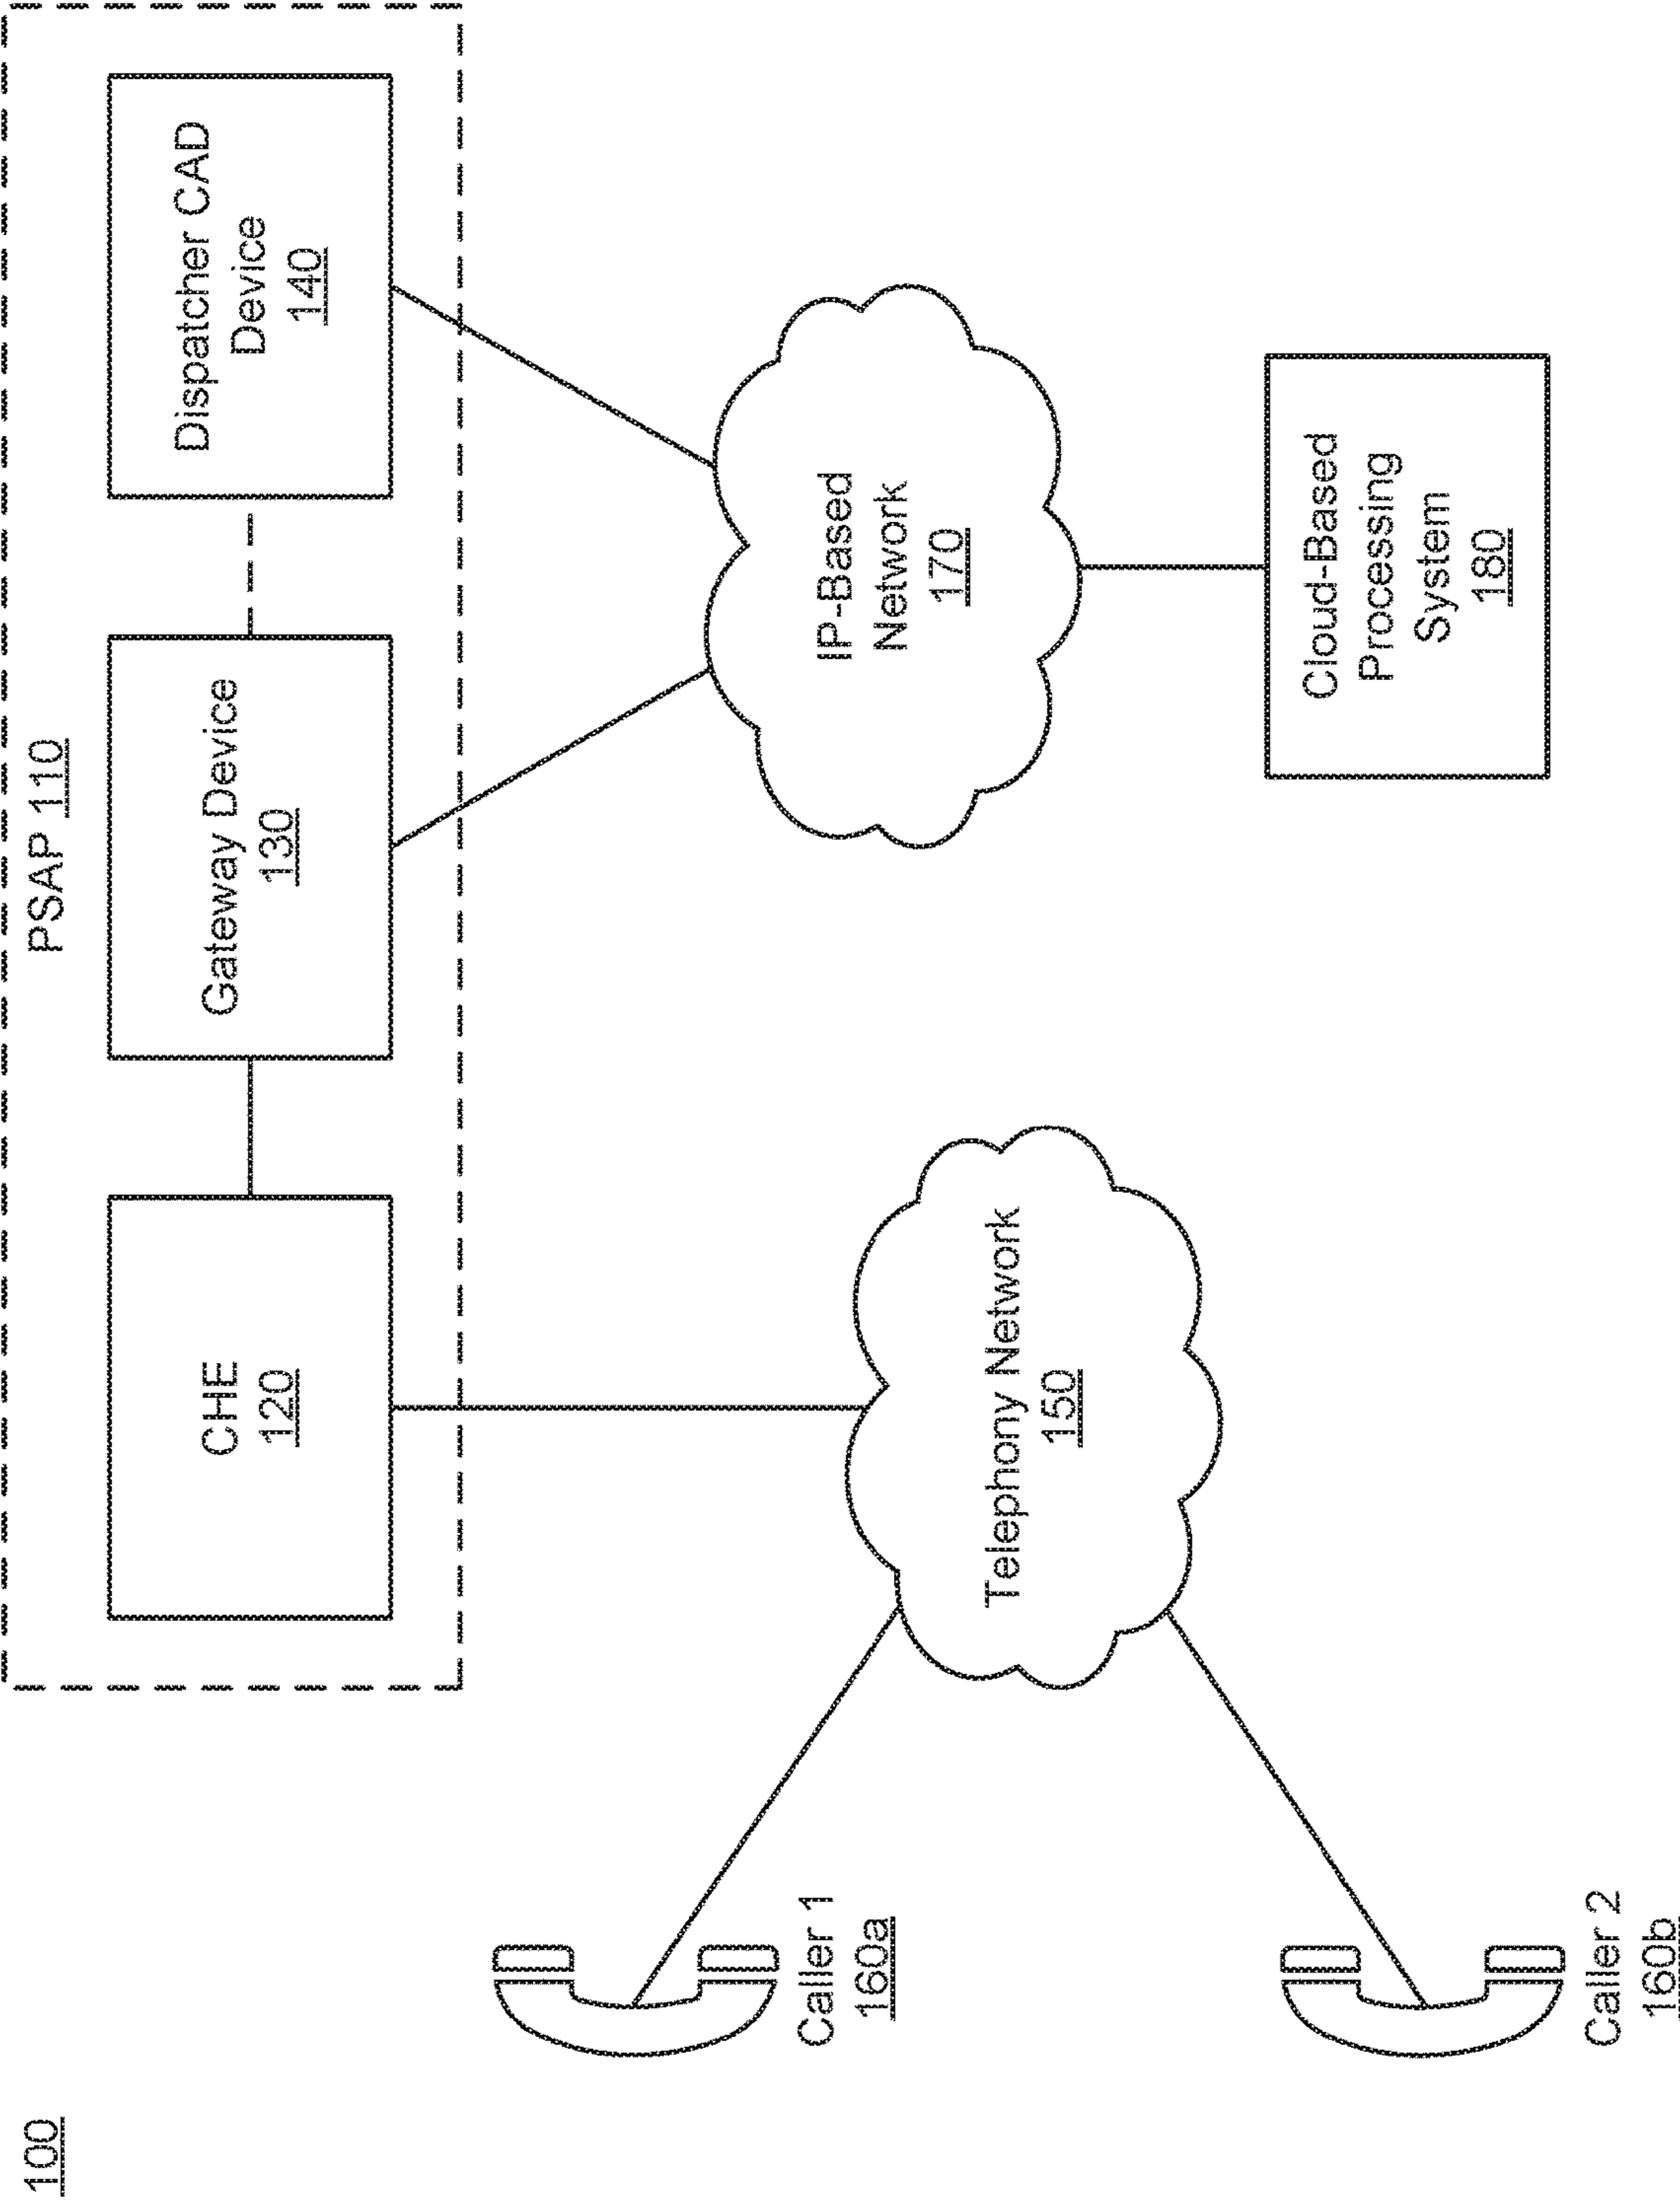 100
PSAP 110
CHE
120
Gateway Device
130
Dispatcher CAD
Device
140
Caller 1
160a
Telephony Network
150
IP-Based
Network
170
Caller 2
160b
Cloud-Based
Processing
System
180